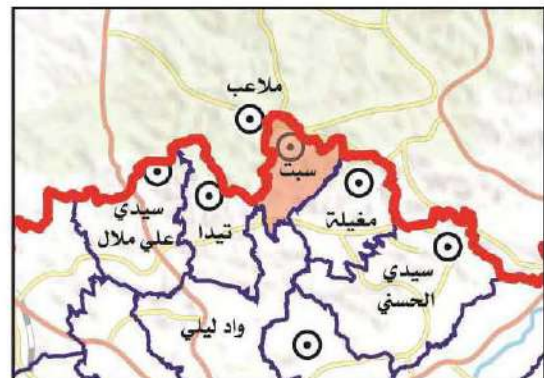 ملاعب
سبت
سيدي
علي ملال
تيدا
مغيلة
سيدي
الحسني
واد ليلي